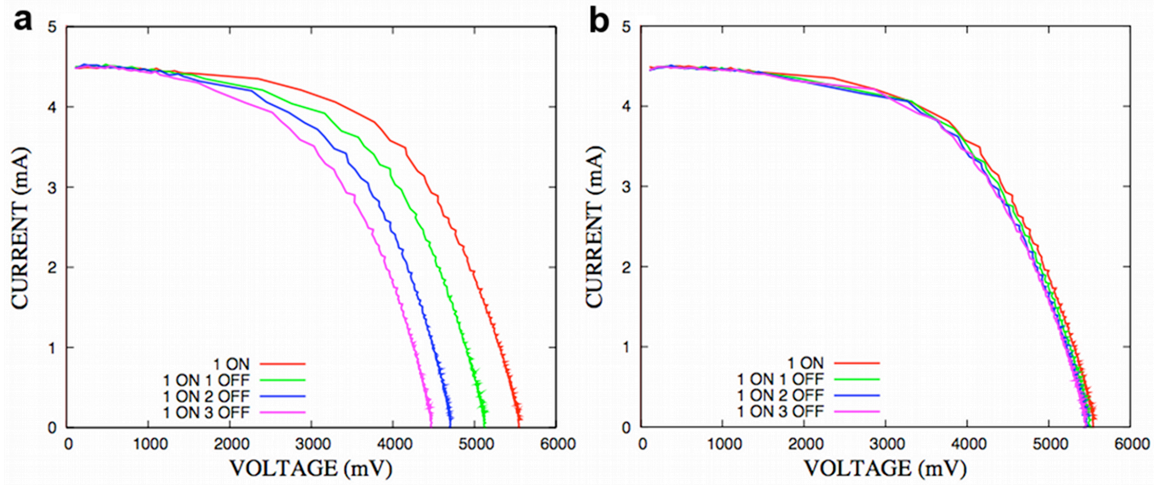 a
5
4
3
2
1
0
CURRENT (mA)
1 ON
1 ON 1 OFF
1 ON 2 OFF
1 ON 3 OFF
0 1000 2000 3000 4000 5000 6000
VOLTAGE (mV)
b
5
4
3
2
1
0
CURRENT (mA)
1 ON
1 ON 1 OFF
1 ON 2 OFF
1 ON 3 OFF
0 1000 2000 3000 4000 5000 6000
VOLTAGE (mV)